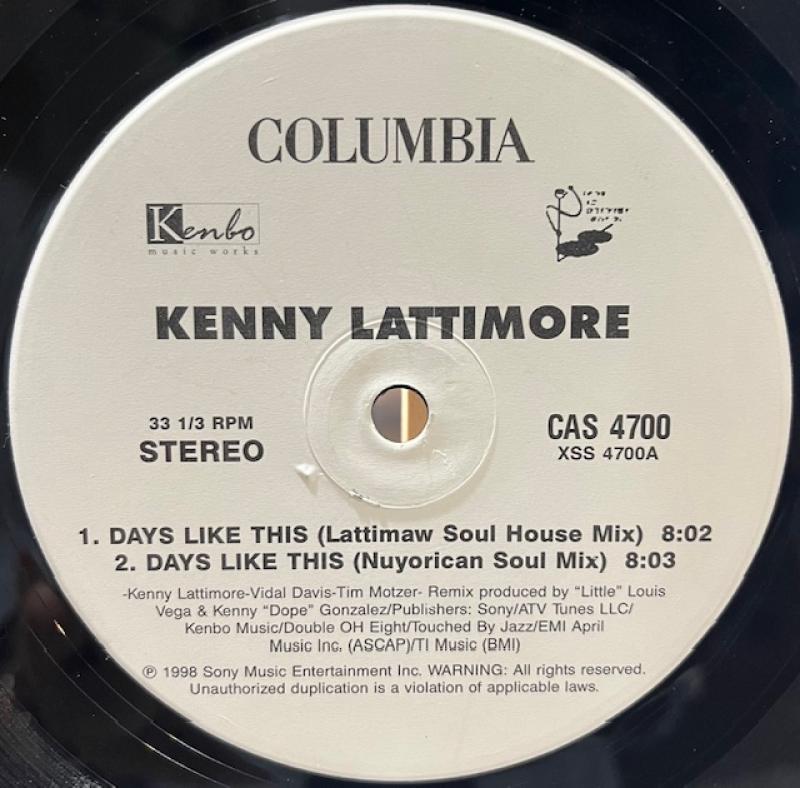 COLUMBIA
Kenbo
music works
KENNY LATTIMORE
33 1/3 RPM
STEREO
CAS 4700
XSS 4700A
1. DAYS LIKE THIS (Lattimaw Soul House Mix) 8:02
2. DAYS LIKE THIS (Nuyorican Soul Mix) 8:03
-Kenny Lattimore-Vidal Davis-Tim Motzer- Remix produced by "Little" Louis
Vega & Kenny "Dope" Gonzalez/Publishers: Sony/ATV Tunes LLC/
Kenbo Music/Double OH Eight/Touched By Jazz/EMI April
Music Inc. (ASCAP)/TI Music (BMI)
℗ 1998 Sony Music Entertainment Inc. WARNING: All rights reserved.
Unauthorized duplication is a violation of applicable laws.